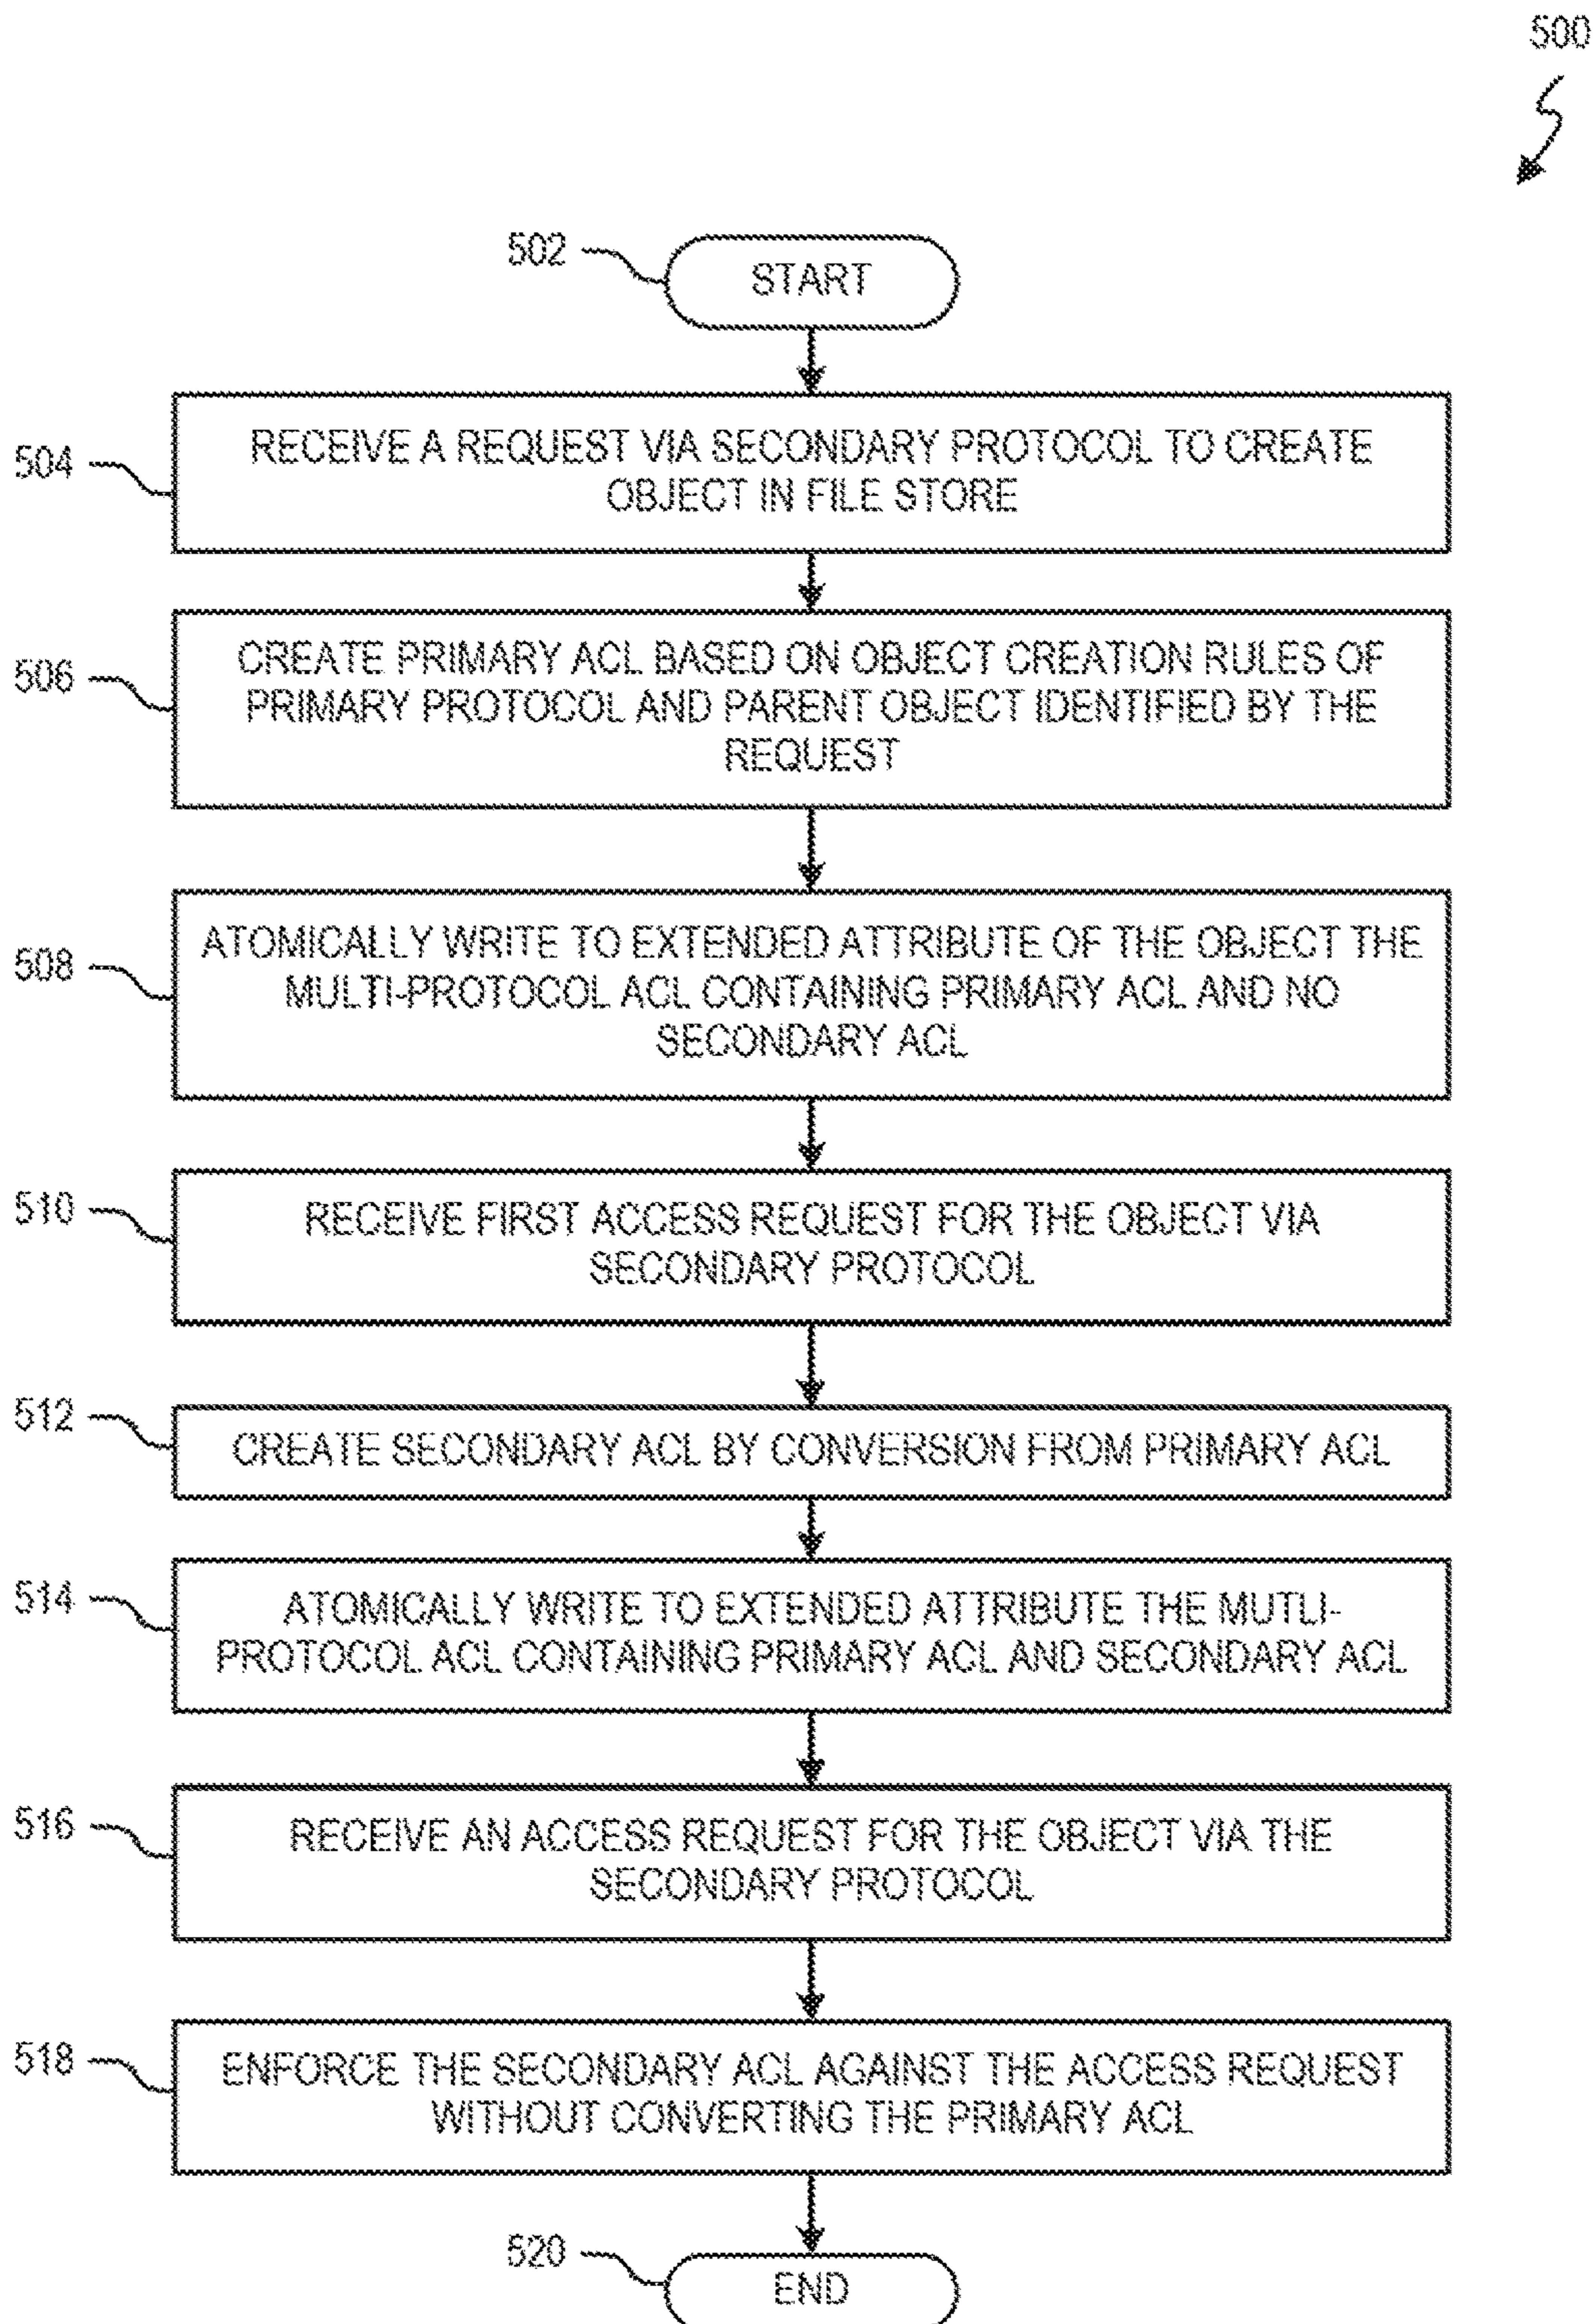 500
502
START
504
RECEIVE A REQUEST VIA SECONDARY PROTOCOL TO CREATE
OBJECT IN FILE STORE
506
CREATE PRIMARY ACL BASED ON OBJECT CREATION RULES OF
PRIMARY PROTOCOL AND PARENT OBJECT IDENTIFIED BY THE
REQUEST
508
ATOMICALLY WRITE TO EXTENDED ATTRIBUTE OF THE OBJECT THE
MULTI-PROTOCOL ACL CONTAINING PRIMARY ACL AND NO
SECONDARY ACL
510
RECEIVE FIRST ACCESS REQUEST FOR THE OBJECT VIA
SECONDARY PROTOCOL
512
CREATE SECONDARY ACL BY CONVERSION FROM PRIMARY ACL
514
ATOMICALLY WRITE TO EXTENDED ATTRIBUTE THE MUTLI-
PROTOCOL ACL CONTAINING PRIMARY ACL AND SECONDARY ACL
516
RECEIVE AN ACCESS REQUEST FOR THE OBJECT VIA THE
SECONDARY PROTOCOL
518
ENFORCE THE SECONDARY ACL AGAINST THE ACCESS REQUEST
WITHOUT CONVERTING THE PRIMARY ACL
520
END